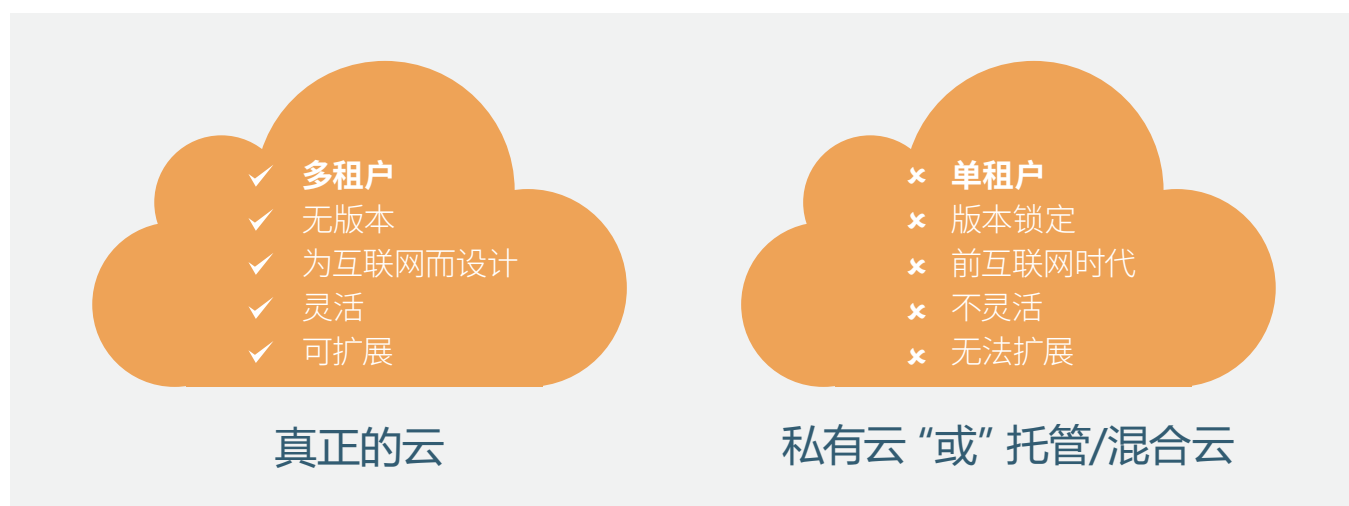 多租户
无版本
为互联网而设计
灵活
可扩展
真正的云
单租户
版本锁定
前互联网时代
不灵活
无法扩展
私有云 “或” 托管/混合云